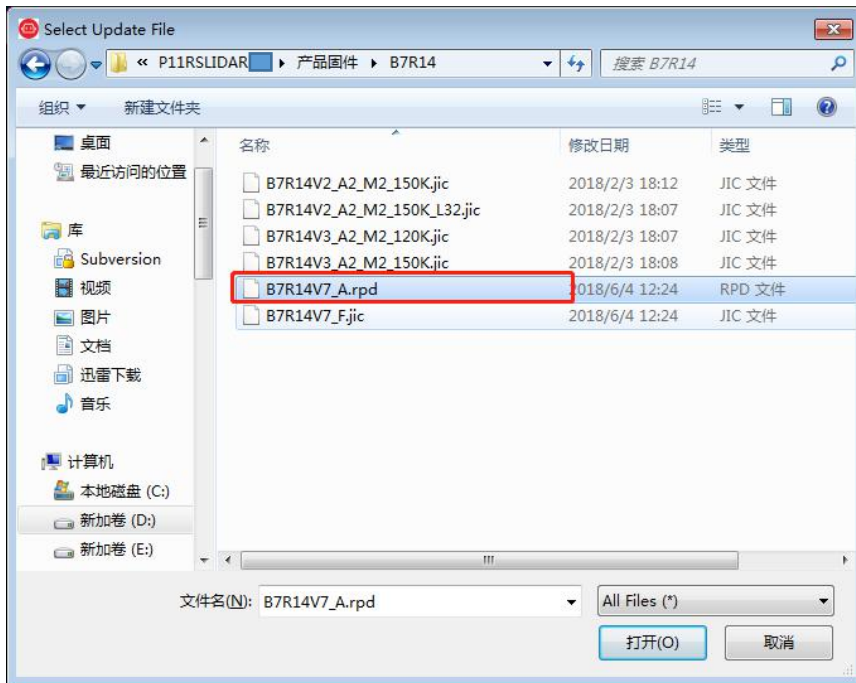 Select Update File
« P11RSLIDAR ▸ 产品固件 ▸ B7R14
搜索 B7R14
组织 新建文件夹
桌面
最近访问的位置
库
Subversion
视频
图片
文档
迅雷下载
音乐
计算机
本地磁盘 (C:)
新加卷 (D:)
新加卷 (E:)
名称 修改日期 类型
B7R14V2_A2_M2_150K.jic 2018/2/3 18:12 JIC 文件
B7R14V2_A2_M2_150K_L32.jic 2018/2/3 18:07 JIC 文件
B7R14V3_A2_M2_120K.jic 2018/2/3 18:07 JIC 文件
B7R14V3_A2_M2_150K.jic 2018/2/3 18:08 JIC 文件
B7R14V7_A.rpd 2018/6/4 12:24 RPD 文件
B7R14V7_F.jic 2018/6/4 12:24 JIC 文件
文件名(N): B7R14V7_A.rpd All Files (*)
打开(O) 取消